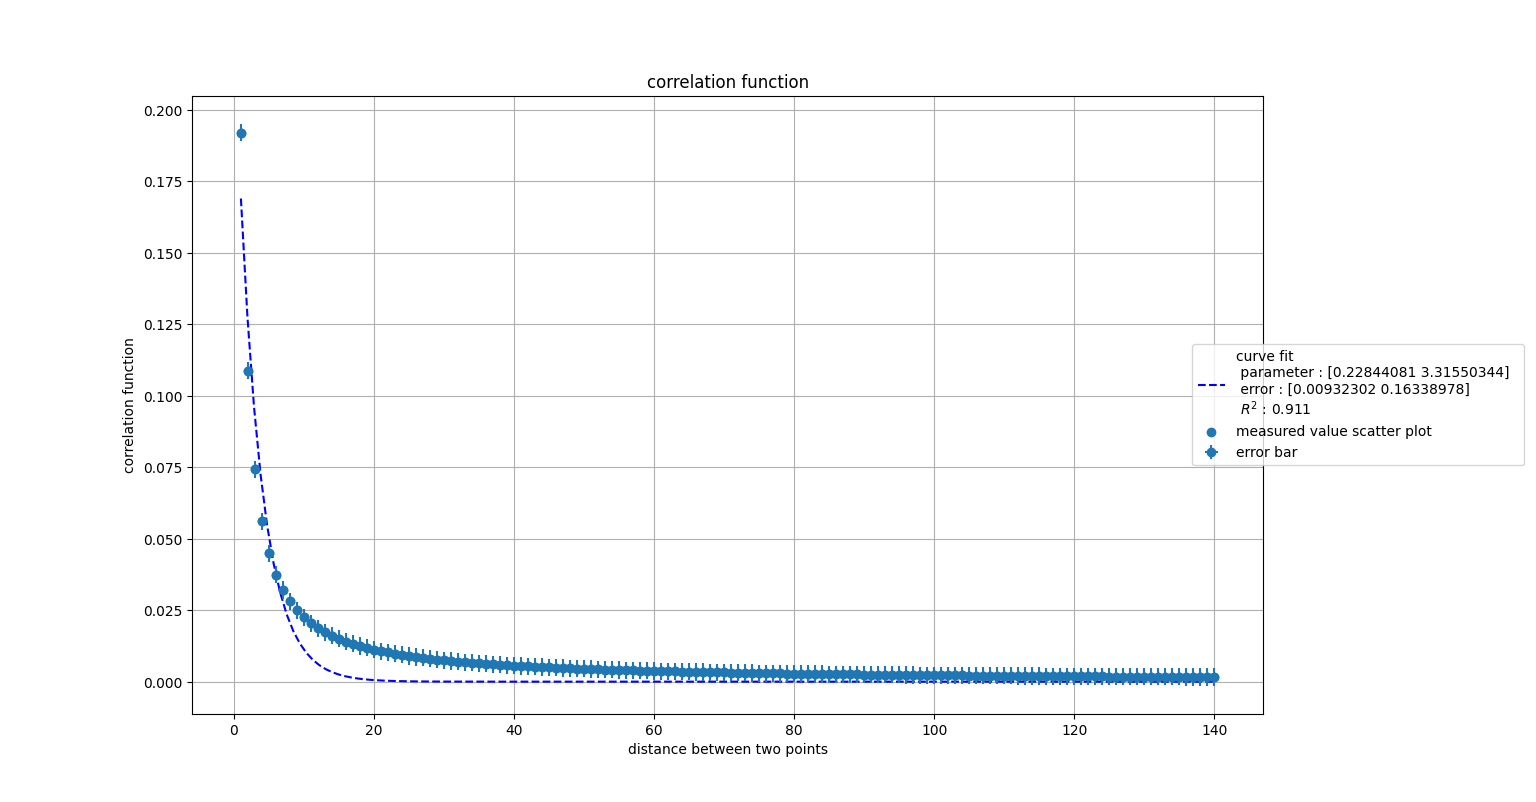 correlation function
0.200
0.175
0.150
0.125
0.100
0.075
0.050
0.025
0.000
correlation function
0
20
40
60
80
100
120
140
distance between two points
curve fit
parameter : [0.22844081 3.31550344]
error : [0.00932302 0.16338978]
R² : 0.911
measured value scatter plot
error bar